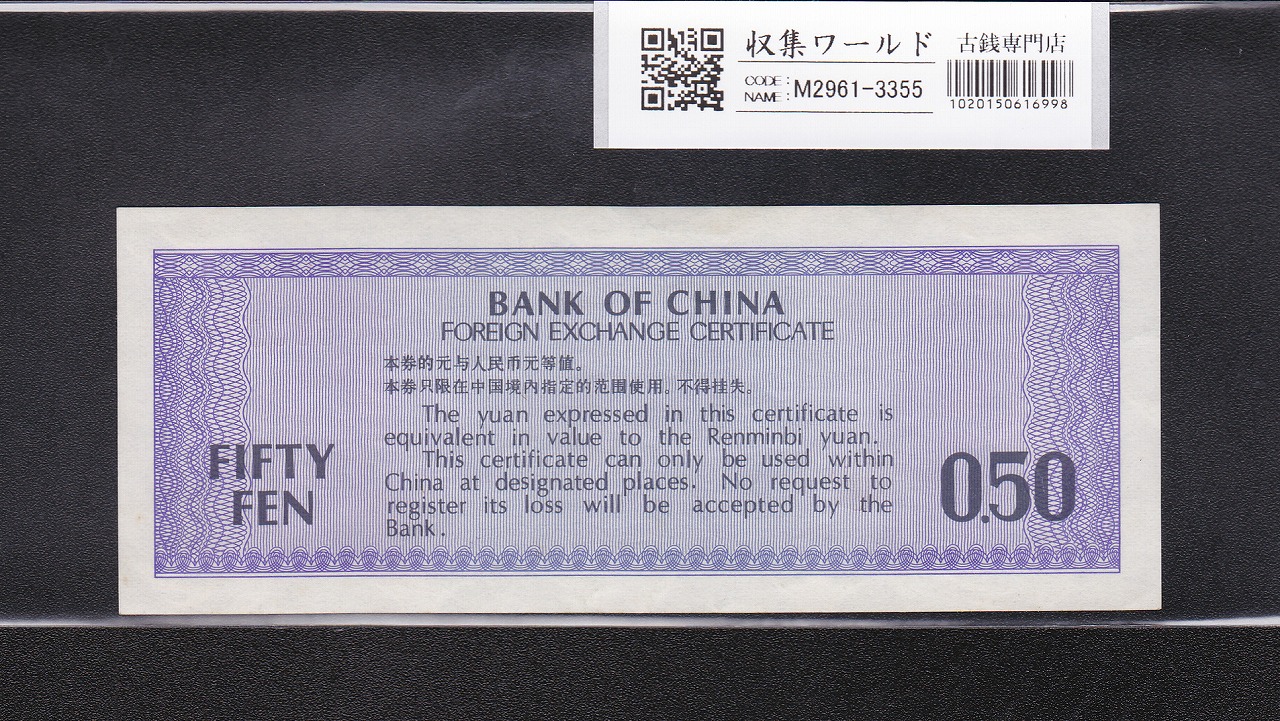 収集ワールド 古銭専門店
CODE:
NAME: M2961-3355
1020150616998
BANK OF CHINA
FOREIGN EXCHANGE CERTIFICATE
本券的元与人民币元等值。
本券只限在中国境内指定的范围使用。不得挂失。
The yuan expressed in this certificate is
equivalent in value to the Renminbi yuan.
This certificate can only be used within
China at designated places. No request to
register its loss will be accepted by the
Bank.
FIFTY
FEN
0.50